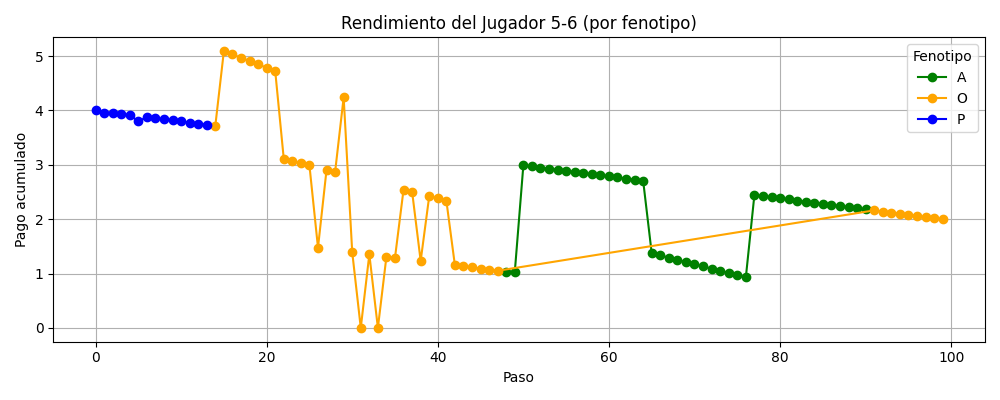 Rendimiento del Jugador 5-6 (por fenotipo)
Pago acumulado
5
4
3
2
1
0
Fenotipo
A
O
P
0 20 40 60 80 100
Paso